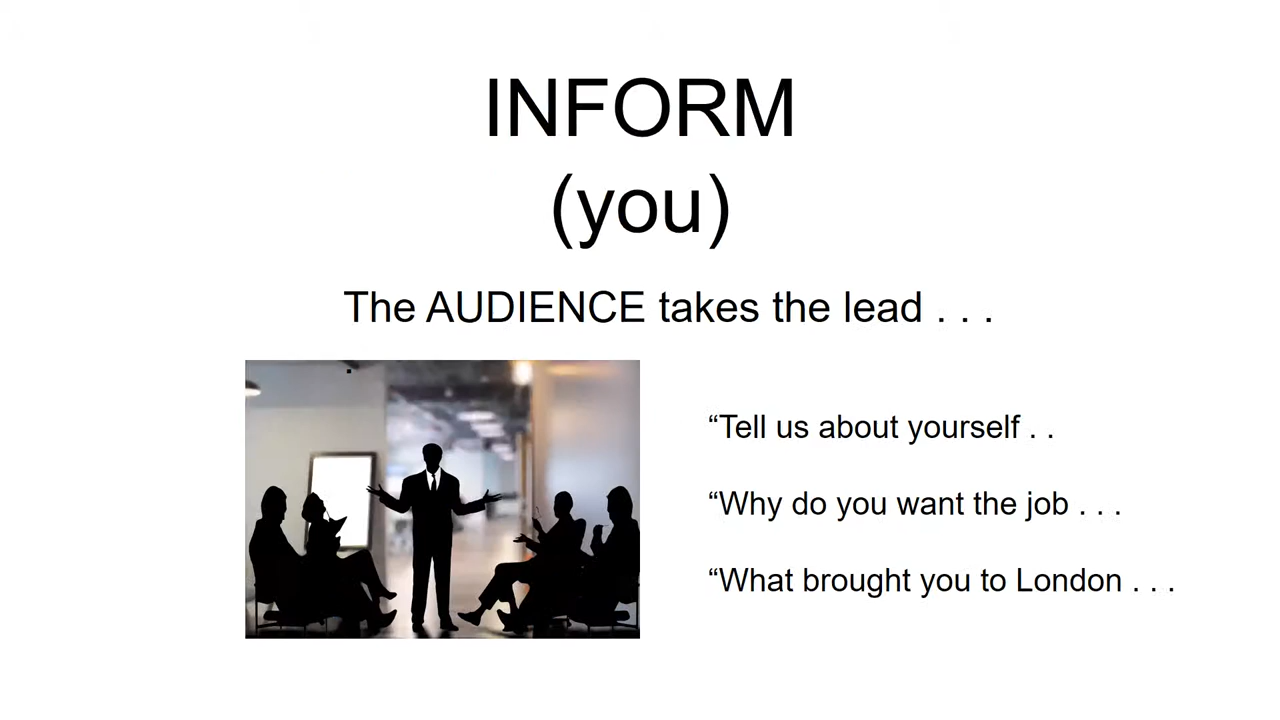 INFORM
(you)
The AUDIENCE takes the lead . . .
“Tell us about yourself . .
“Why do you want the job . . .
“What brought you to London . . .